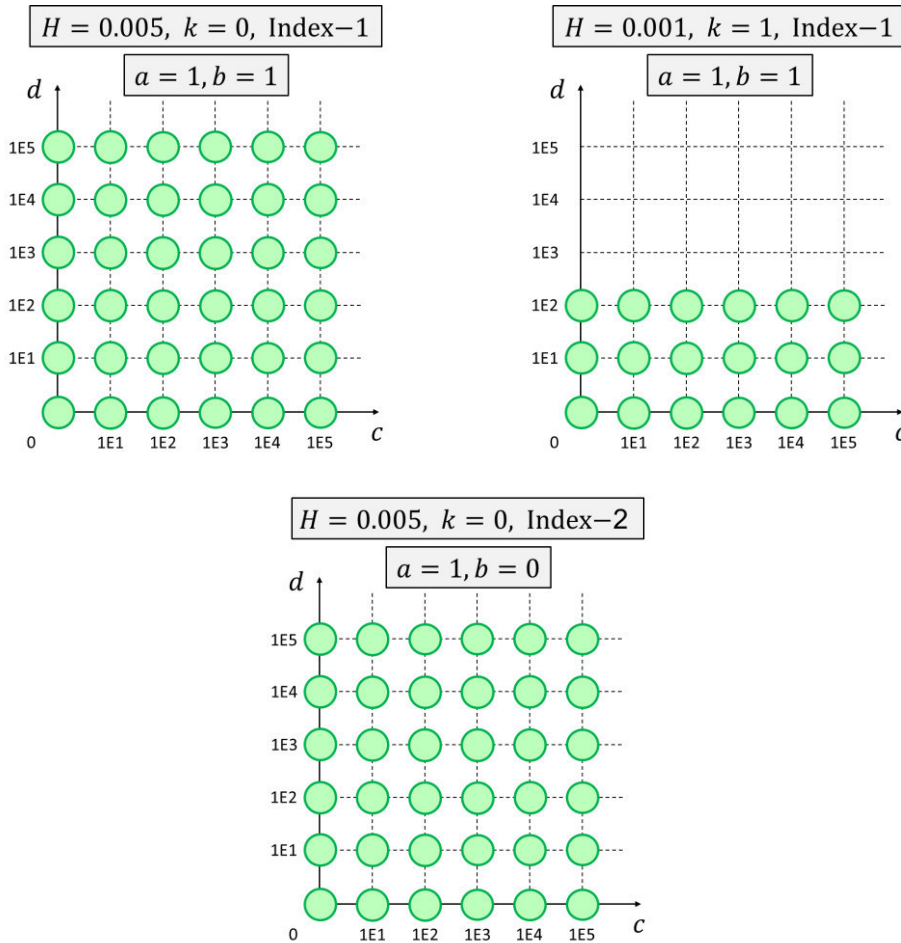 H = 0.005, k = 0, Index−1
a = 1, b = 1
d
1E5
1E4
1E3
1E2
1E1
0
1E1 1E2 1E3 1E4 1E5
c
H = 0.001, k = 1, Index−1
a = 1, b = 1
d
1E5
1E4
1E3
1E2
1E1
0
1E1 1E2 1E3 1E4 1E5
c
H = 0.005, k = 0, Index−2
a = 1, b = 0
d
1E5
1E4
1E3
1E2
1E1
0
1E1 1E2 1E3 1E4 1E5
c